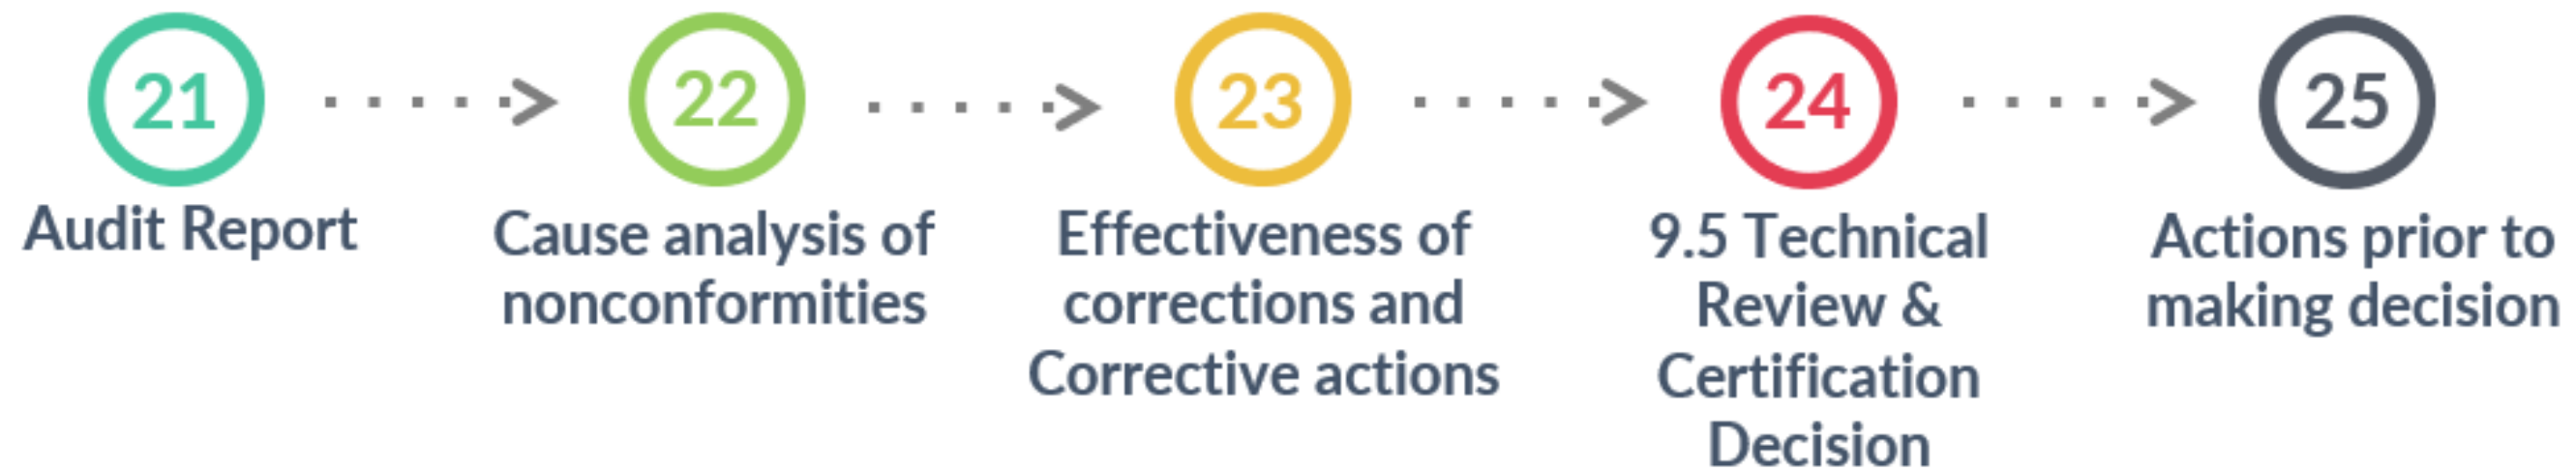 21
Audit Report
22
Cause analysis of
nonconformities
23
Effectiveness of
corrections and
Corrective actions
24
9.5 Technical
Review &
Certification
Decision
25
Actions prior to
making decision